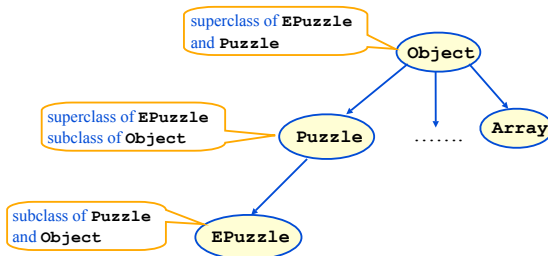 superclass of EPuzzle
and Puzzle
Object
superclass of EPuzzle
subclass of Object
Puzzle
.......
Array
subclass of Puzzle
and Object
EPuzzle